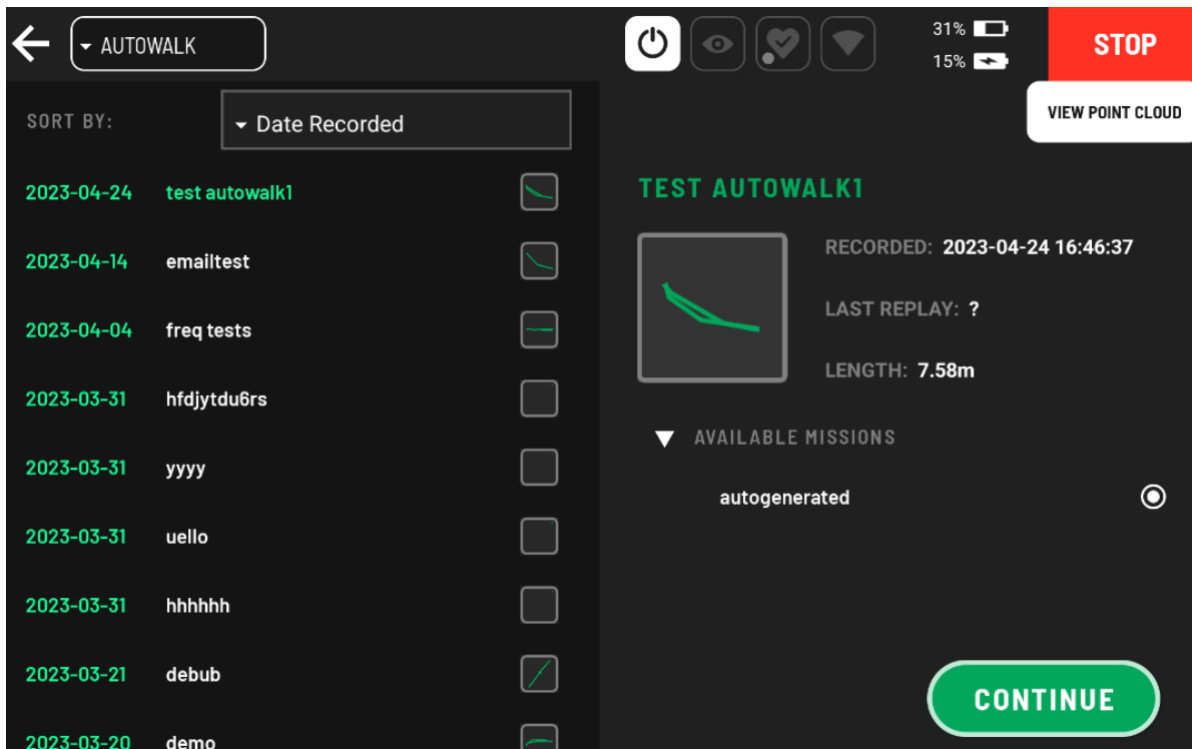 AUTOWALK
31%
15%
STOP
SORT BY: Date Recorded
VIEW POINT CLOUD
2023-04-24 test autowalk1
2023-04-14 emailtest
2023-04-04 freq tests
2023-03-31 hfdjytdu6rs
2023-03-31 yyyy
2023-03-31 uello
2023-03-31 hhhhhh
2023-03-21 debub
2023-03-20 demo
TEST AUTOWALK1
RECORDED: 2023-04-24 16:46:37
LAST REPLAY: ?
LENGTH: 7.58m
AVAILABLE MISSIONS
autogenerated
CONTINUE